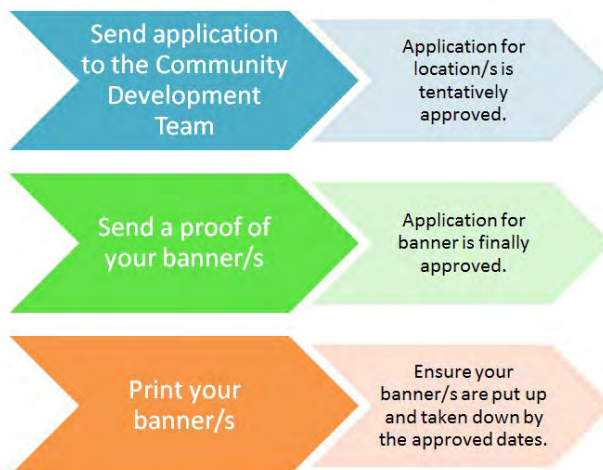 Send application
to the Community
Development
Team
Application for
location/s is
tentatively
approved.
Send a proof of
your banner/s
Application for
banner is finally
approved.
Print your
banner/s
Ensure your
banner/s are put up
and taken down by
the approved dates.